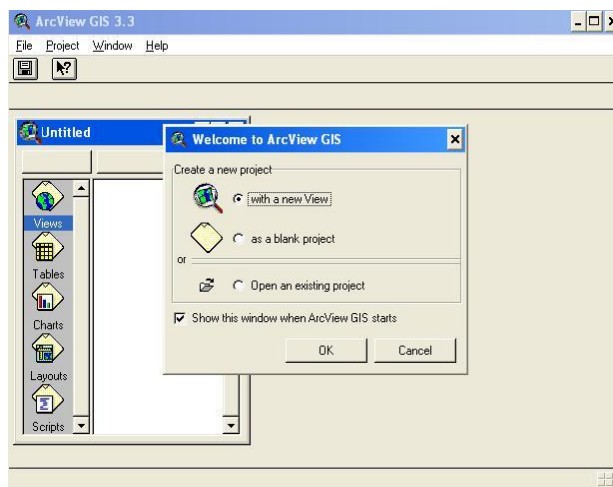 ArcView GIS 3.3
File Project Window Help
Untitled
Views
Tables
Charts
Layouts
Scripts
Welcome to ArcView GIS
Create a new project
with a new View
as a blank project
or
Open an existing project
Show this window when ArcView GIS starts
OK Cancel